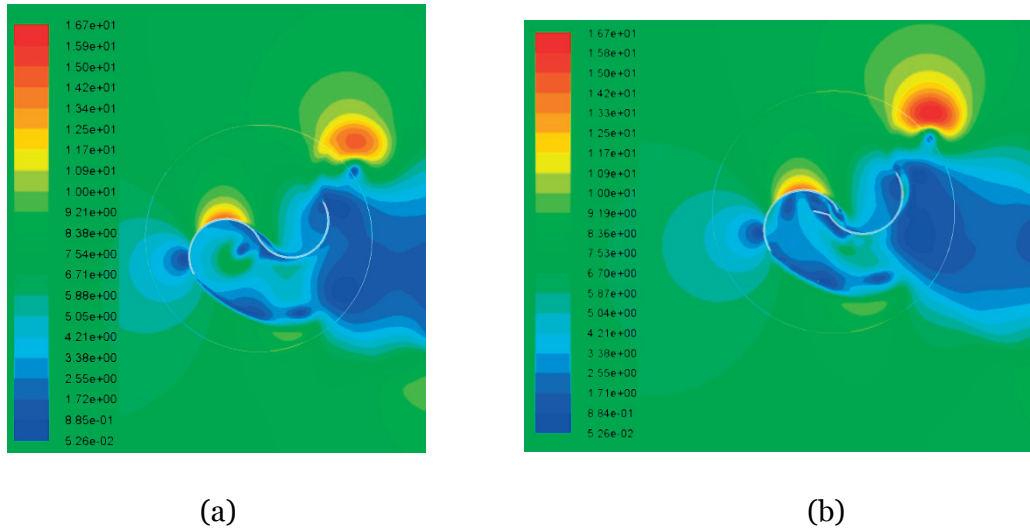 1.67e+01
1.59e+01
1.50e+01
1.42e+01
1.34e+01
1.25e+01
1.17e+01
1.09e+01
1.00e+01
9.21e+00
8.38e+00
7.54e+00
6.71e+00
5.88e+00
5.05e+00
4.21e+00
3.38e+00
2.55e+00
1.72e+00
8.85e-01
5.26e-02
(a)
1.67e+01
1.58e+01
1.50e+01
1.42e+01
1.33e+01
1.25e+01
1.17e+01
1.09e+01
1.00e+01
9.19e+00
8.36e+00
7.53e+00
6.70e+00
5.87e+00
5.04e+00
4.21e+00
3.38e+00
2.55e+00
1.71e+00
8.84e-01
5.26e-02
(b)